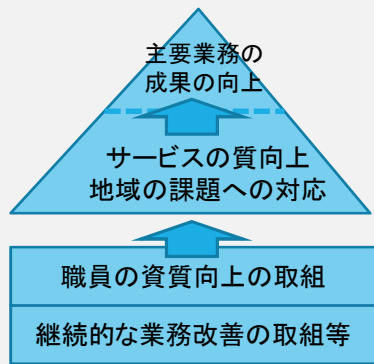 主要業務の
成果の向上
サービスの質向上
地域の課題への対応
職員の資質向上の取組
継続的な業務改善の取組等